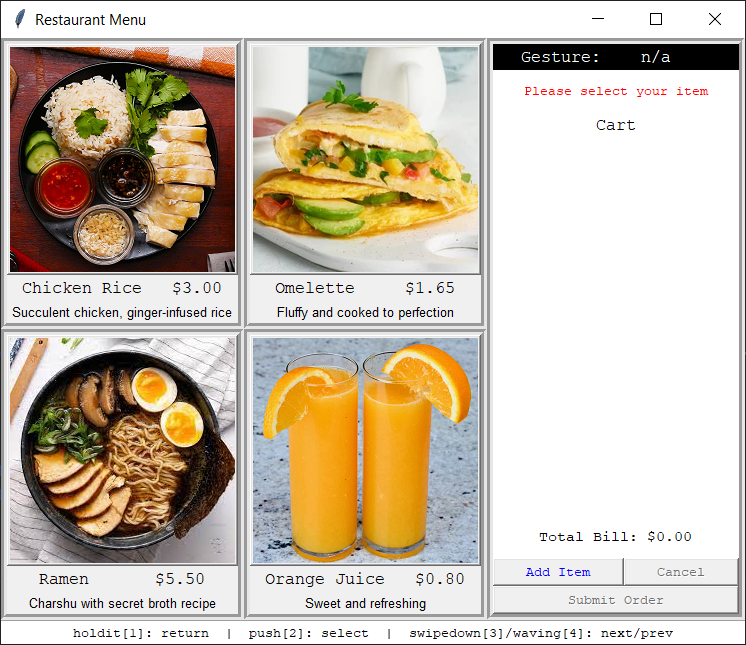 Restaurant Menu
Chicken Rice $3.00
Succulent chicken, ginger-infused rice
Omelette $1.65
Fluffy and cooked to perfection
Ramen $5.50
Charshu with secret broth recipe
Orange Juice $0.80
Sweet and refreshing
Gesture: n/a
Please select your item
Cart
Total Bill: $0.00
Add Item
Cancel
Submit Order
holdit[1]: return | push[2]: select | swipedown[3]/waving[4]: next/prev